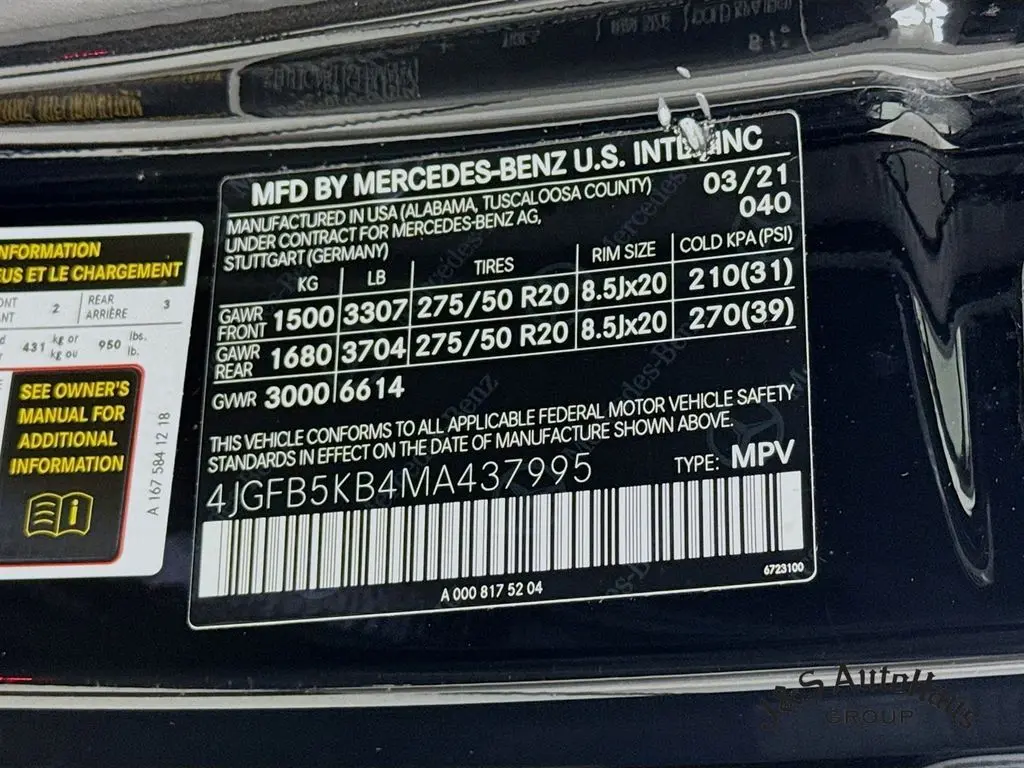 MFD BY MERCEDES-BENZ U.S. INTL INC
MANUFACTURED IN USA (ALABAMA, TUSCALOOSA COUNTY)
UNDER CONTRACT FOR MERCEDES-BENZ AG,
STUTTGART (GERMANY)
03/21
040
KG LB TIRES RIM SIZE COLD KPA (PSI)
GAWR FRONT 1500 3307 275/50 R20 8.5Jx20 210(31)
GAWR REAR 1680 3704 275/50 R20 8.5Jx20 270(39)
GVWR 3000 6614
THIS VEHICLE CONFORMS TO ALL APPLICABLE FEDERAL MOTOR VEHICLE SAFETY
STANDARDS IN EFFECT ON THE DATE OF MANUFACTURE SHOWN ABOVE.
4JGFB5KB4MA437995 TYPE: MPV
6723100
A 000 817 52 04
NFORMATION
EUS ET LE CHARGEMENT
2 REAR ARRIÈRE 3
431 kg or kg ou 950 lbs. lb.
SEE OWNER'S
MANUAL FOR
ADDITIONAL
INFORMATION
A 167 584 12 18
J&S AutoHaus
GROUP